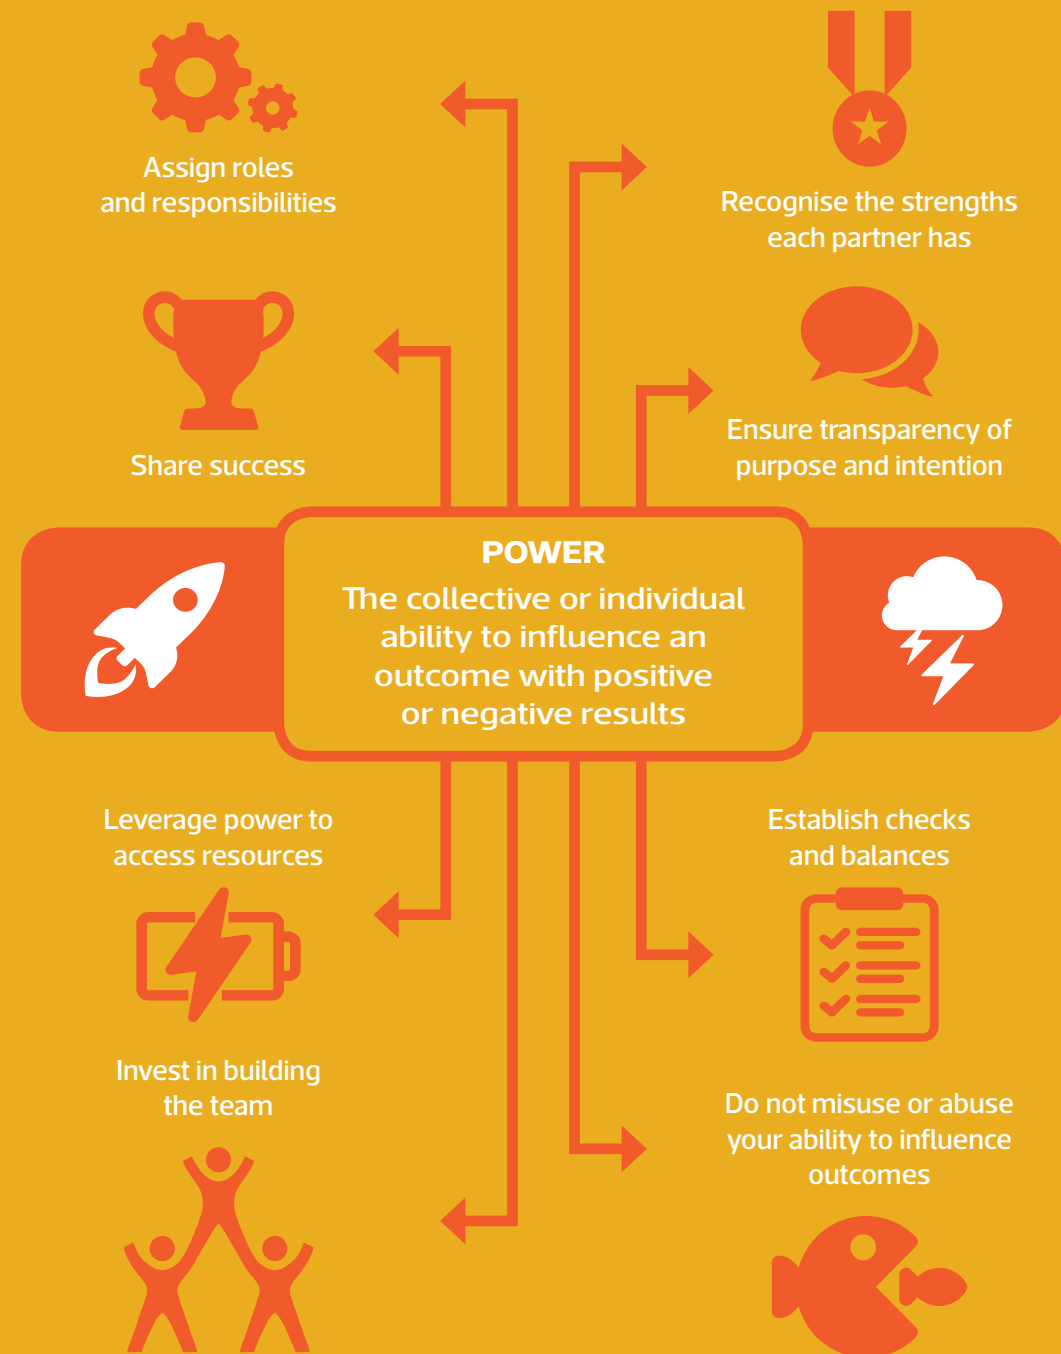 Assign roles
and responsibilities
Recognise the strengths
each partner has
Share success
Ensure transparency of
purpose and intention
POWER
The collective or individual
ability to influence an
outcome with positive
or negative results
Leverage power to
access resources
Establish checks
and balances
Invest in building
the team
Do not misuse or abuse
your ability to influence
outcomes